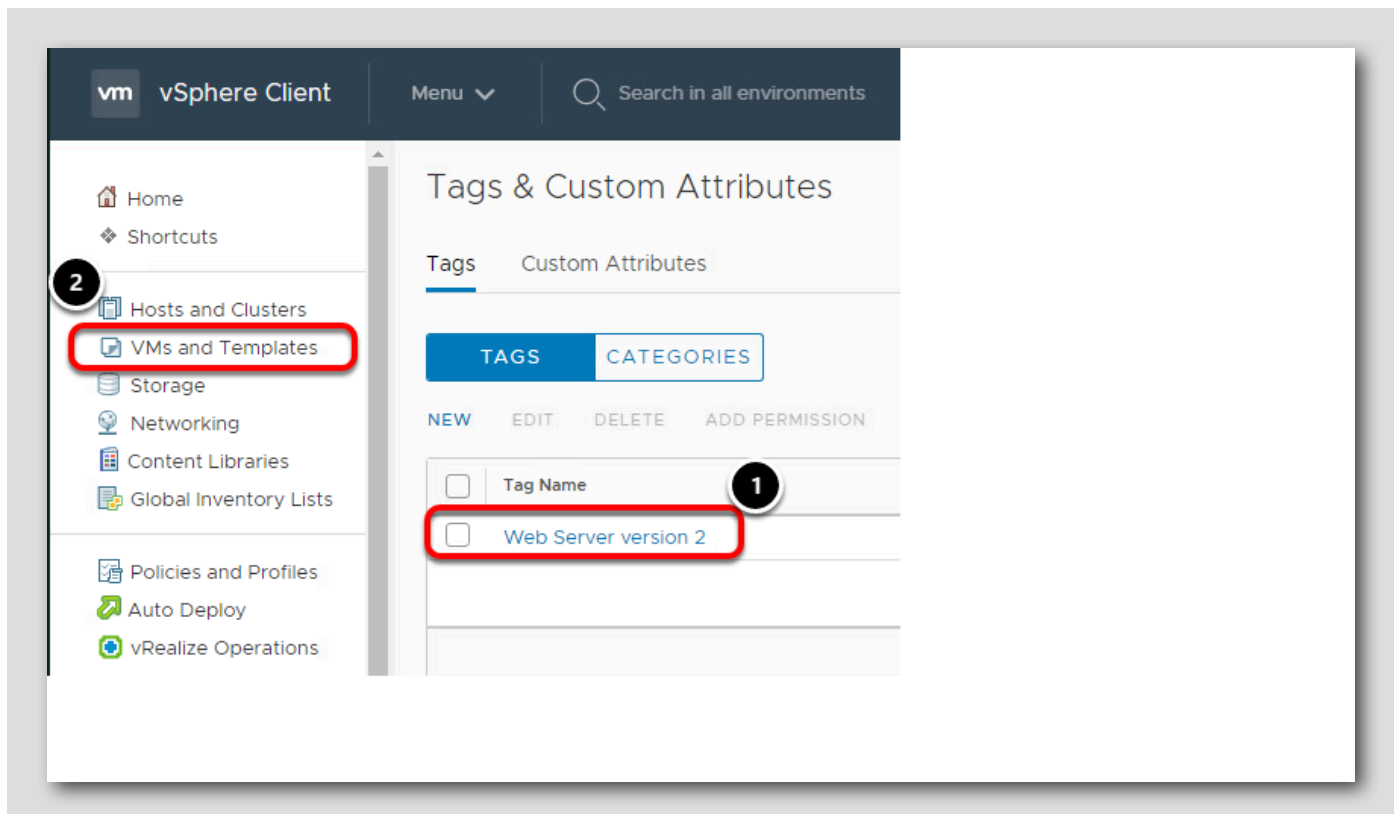 vm vSphere Client Menu Search in all environments
Home
Shortcuts
2
Hosts and Clusters
VMs and Templates
Storage
Networking
Content Libraries
Global Inventory Lists
Policies and Profiles
Auto Deploy
vRealize Operations
Tags & Custom Attributes
Tags Custom Attributes
TAGS CATEGORIES
NEW EDIT DELETE ADD PERMISSION
Tag Name
1
Web Server version 2